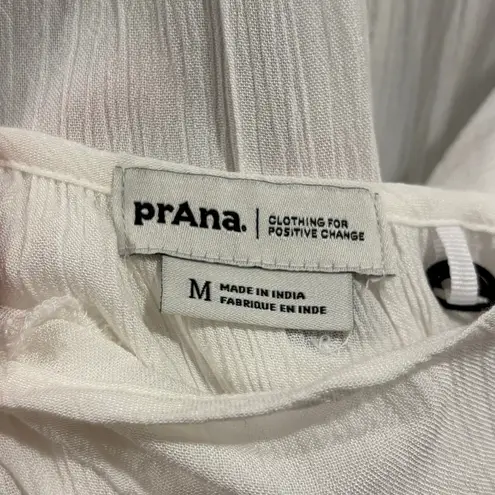 prAna. | CLOTHING FOR
POSITIVE CHANGE
M MADE IN INDIA
FABRIQUE EN INDE